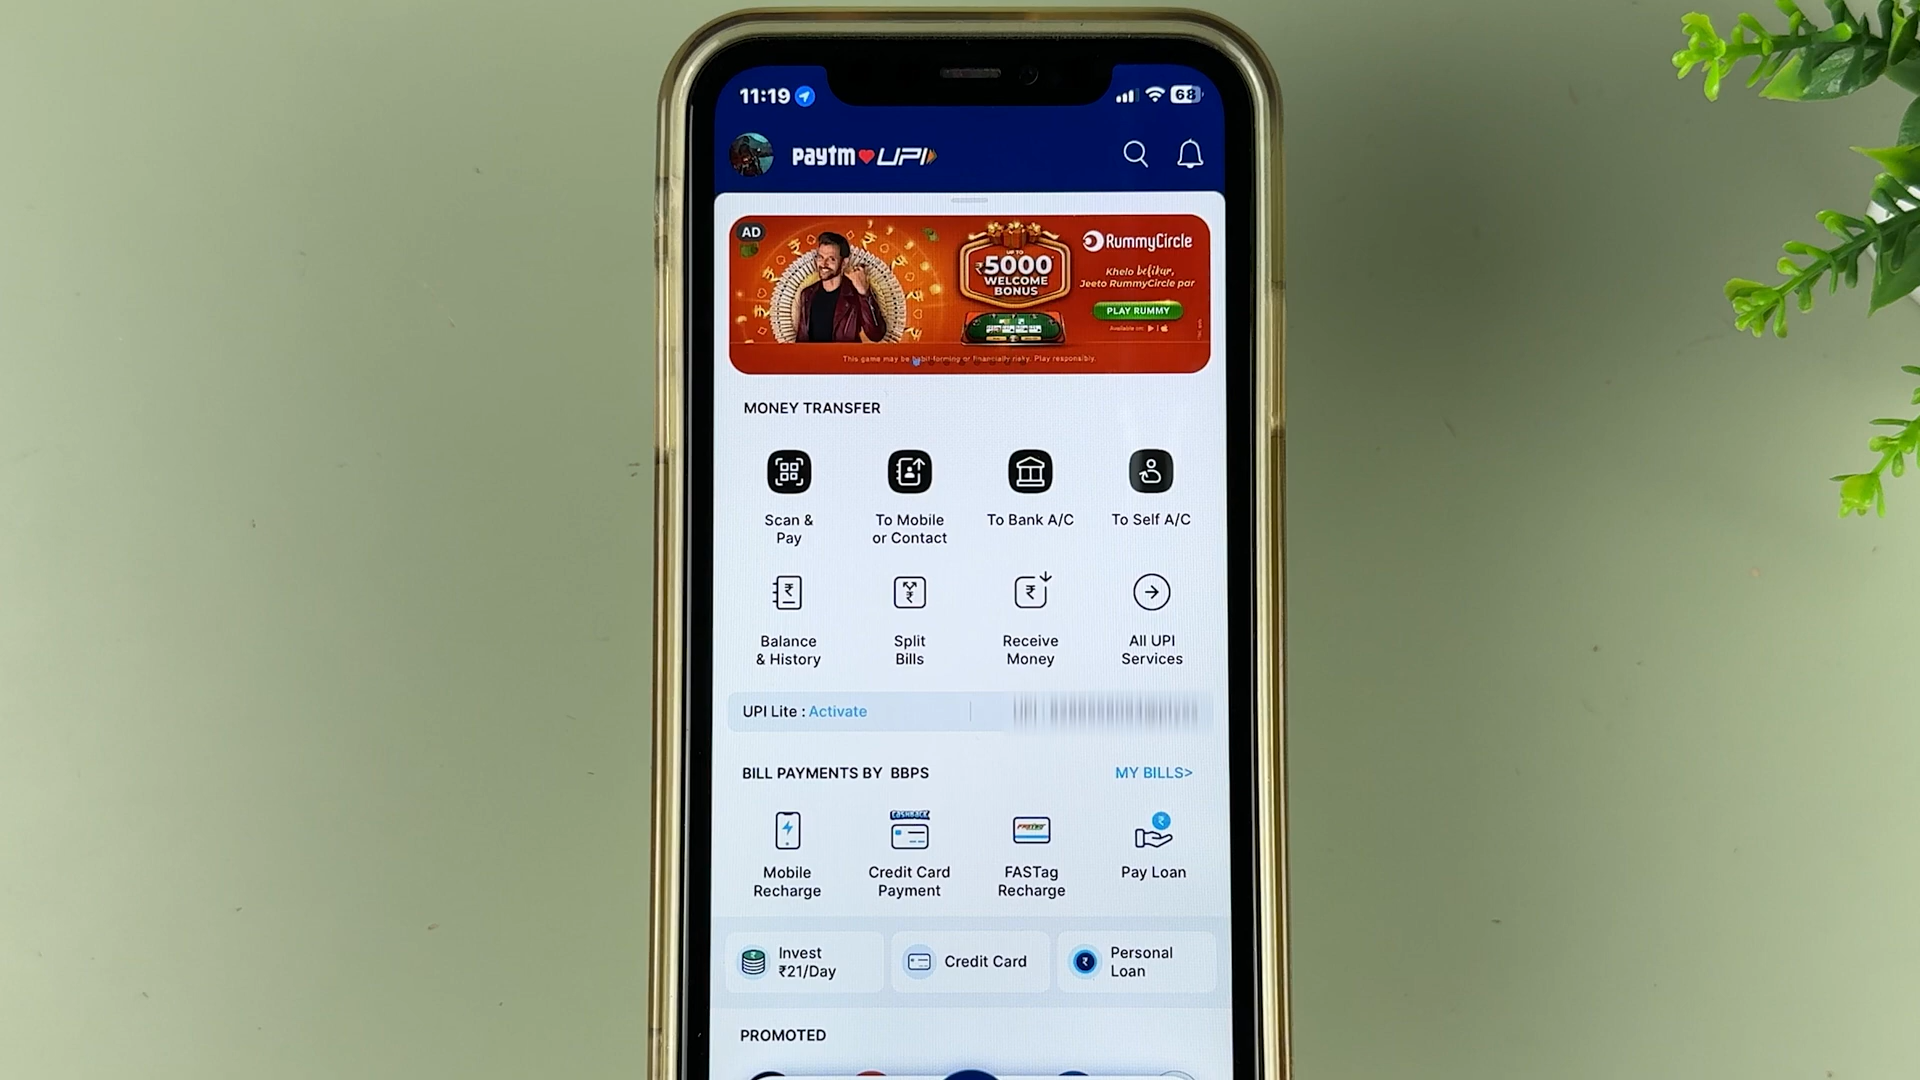 11:19
68
paytm UPI
AD
UP TO
₹5000
WELCOME
BONUS
RummyCircle
Khelo befikar,
Jeeto RummyCircle par
PLAY RUMMY
Available on:
This game may be habit-forming or financially risky. Play responsibly.
MONEY TRANSFER
Scan &
Pay
To Mobile
or Contact
To Bank A/C
To Self A/C
Balance
& History
Split
Bills
Receive
Money
All UPI
Services
UPI Lite : Activate
BILL PAYMENTS BY BBPS
MY BILLS>
CASHBACK
FASTag
Mobile
Recharge
Credit Card
Payment
FASTag
Recharge
Pay Loan
Invest
₹21/Day
Credit Card
Personal
Loan
PROMOTED